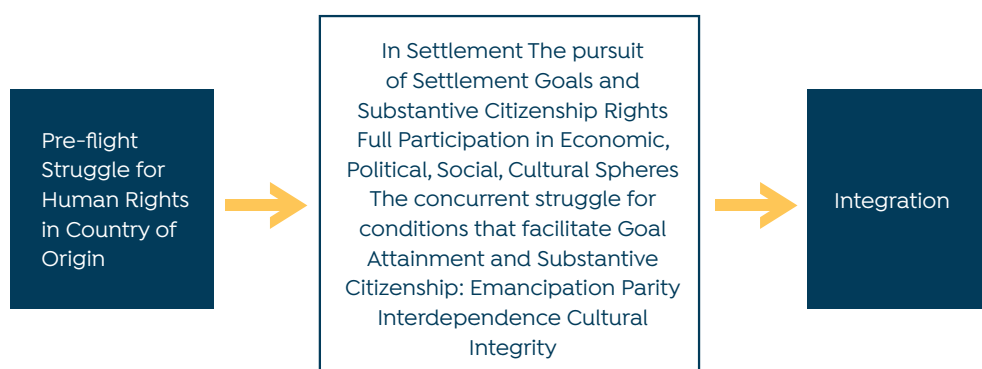 Pre-flight
Struggle for
Human Rights
in Country of
Origin
In Settlement The pursuit
of Settlement Goals and
Substantive Citizenship Rights
Full Participation in Economic,
Political, Social, Cultural Spheres
The concurrent struggle for
conditions that facilitate Goal
Attainment and Substantive
Citizenship: Emancipation Parity
Interdependence Cultural
Integrity
Integration